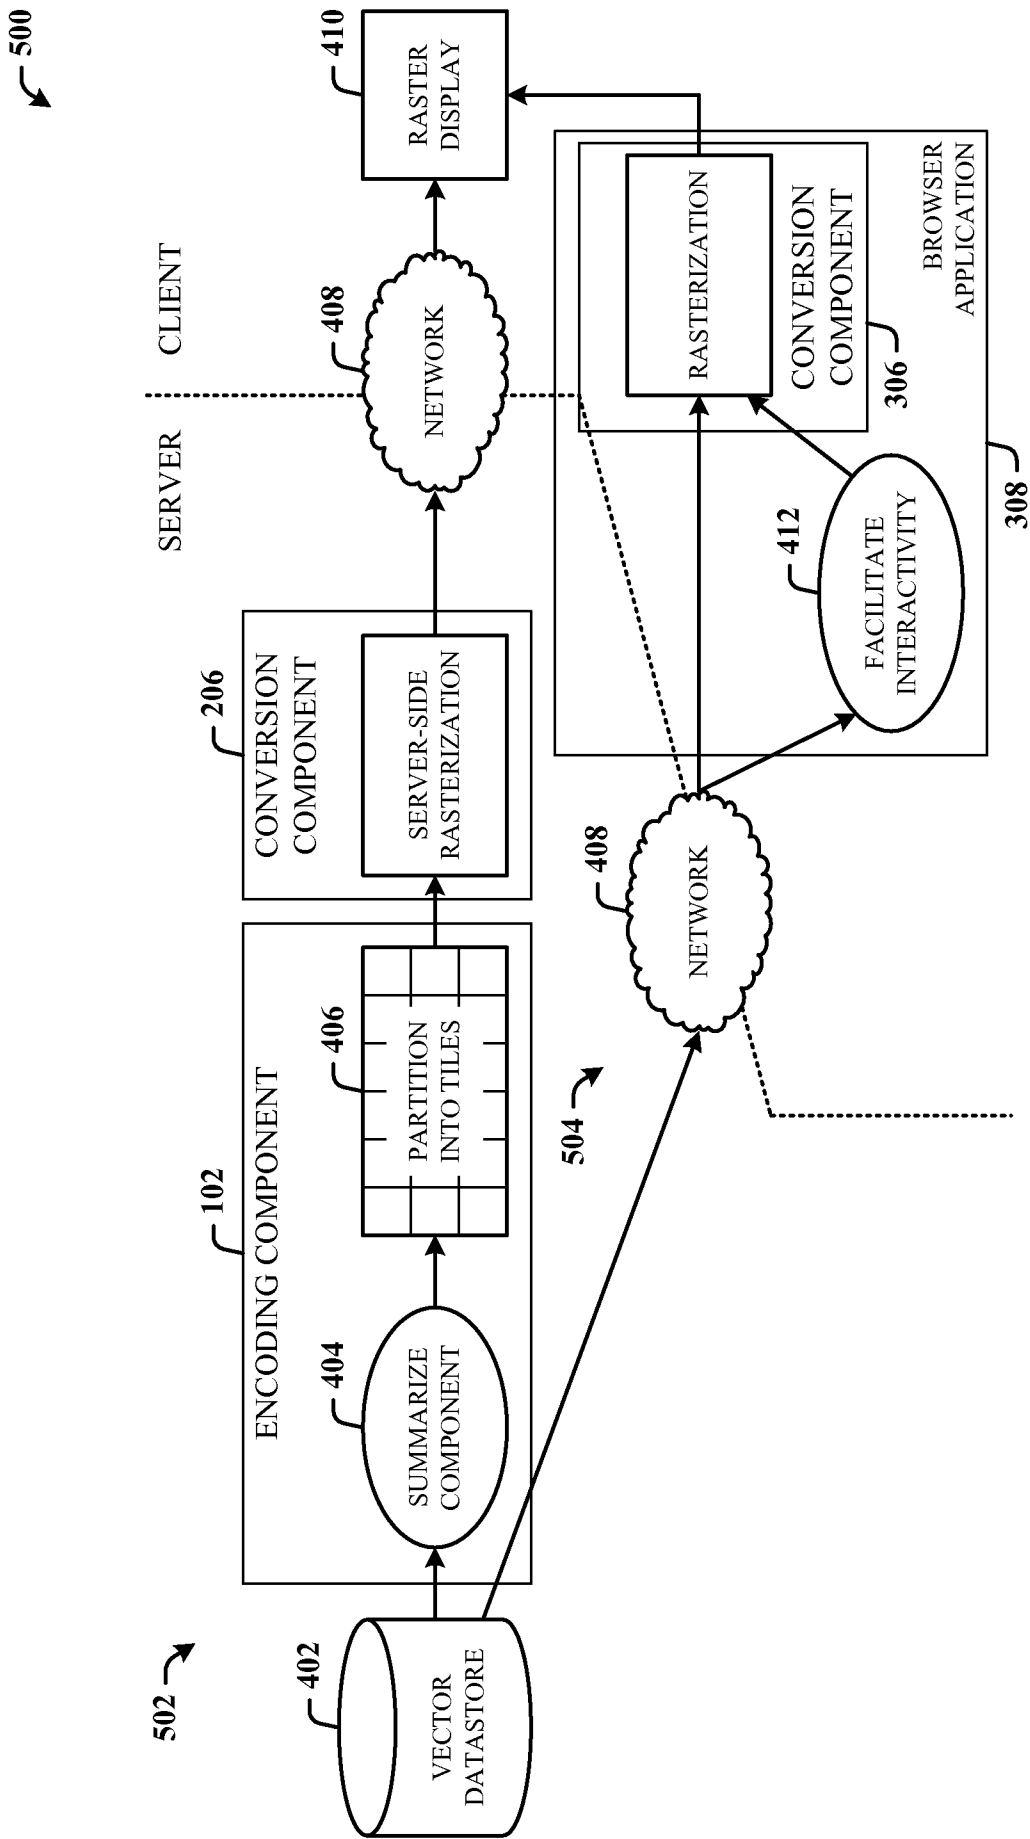 500
502
SERVER
CLIENT
402
VECTOR
DATASTORE
102
ENCODING COMPONENT
404
SUMMARIZE
COMPONENT
406
PARTITION
INTO TILES
206
CONVERSION
COMPONENT
SERVER-SIDE
RASTERIZATION
408
NETWORK
410
RASTER
DISPLAY
504
408
NETWORK
412
FACILITATE
INTERACTIVITY
RASTERIZATION
CONVERSION
COMPONENT
306
BROWSER
APPLICATION
308